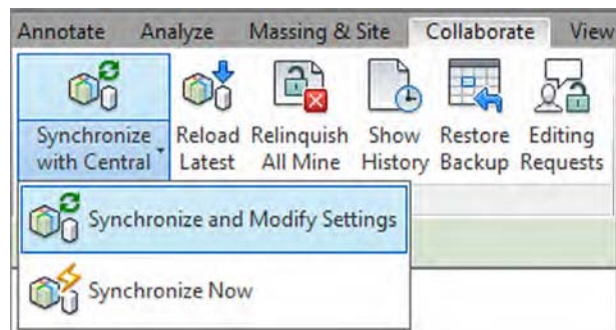 Annotate Analyze Massing & Site Collaborate View
Synchronize with Central Reload Latest Relinquish All Mine Show History Restore Backup Editing Requests
Synchronize and Modify Settings
Synchronize Now